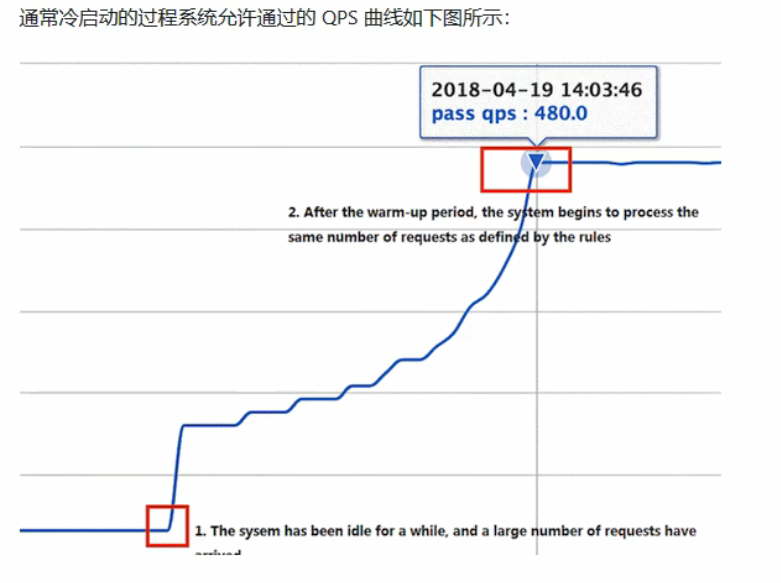 通常冷启动的过程系统允许通过的 QPS 曲线如下图所示：
2018-04-19 14:03:46
pass qps : 480.0
2. After the warm-up period, the system begins to process the
same number of requests as defined by the rules
1. The sysem has been idle for a while, and a large number of requests have
arrived